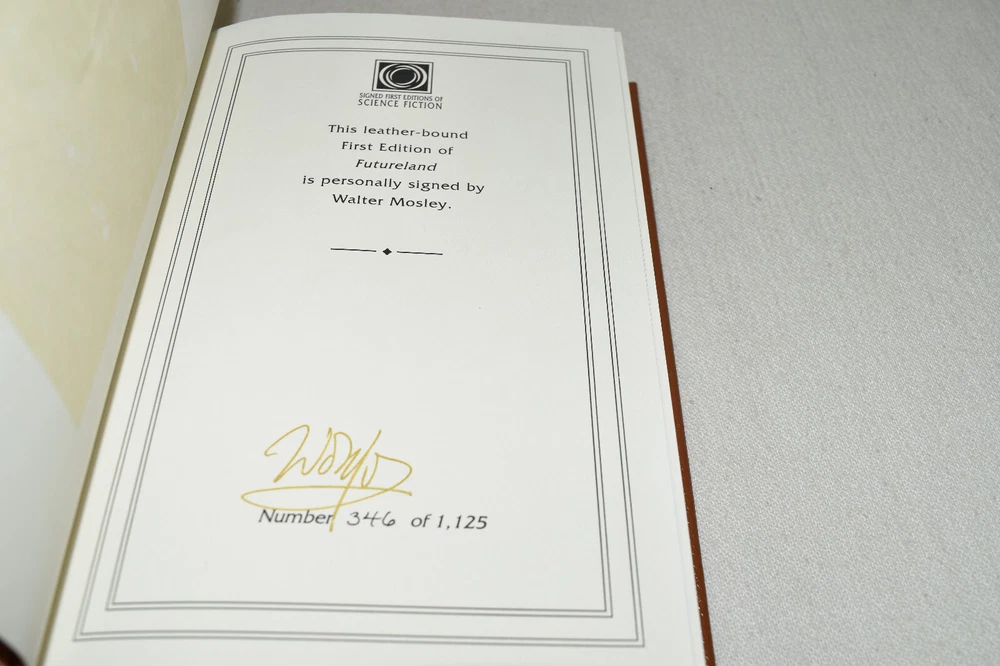 SIGNED FIRST EDITIONS OF
SCIENCE FICTION
This leather-bound
First Edition of
Futureland
is personally signed by
Walter Mosley.
Number 346 of 1,125